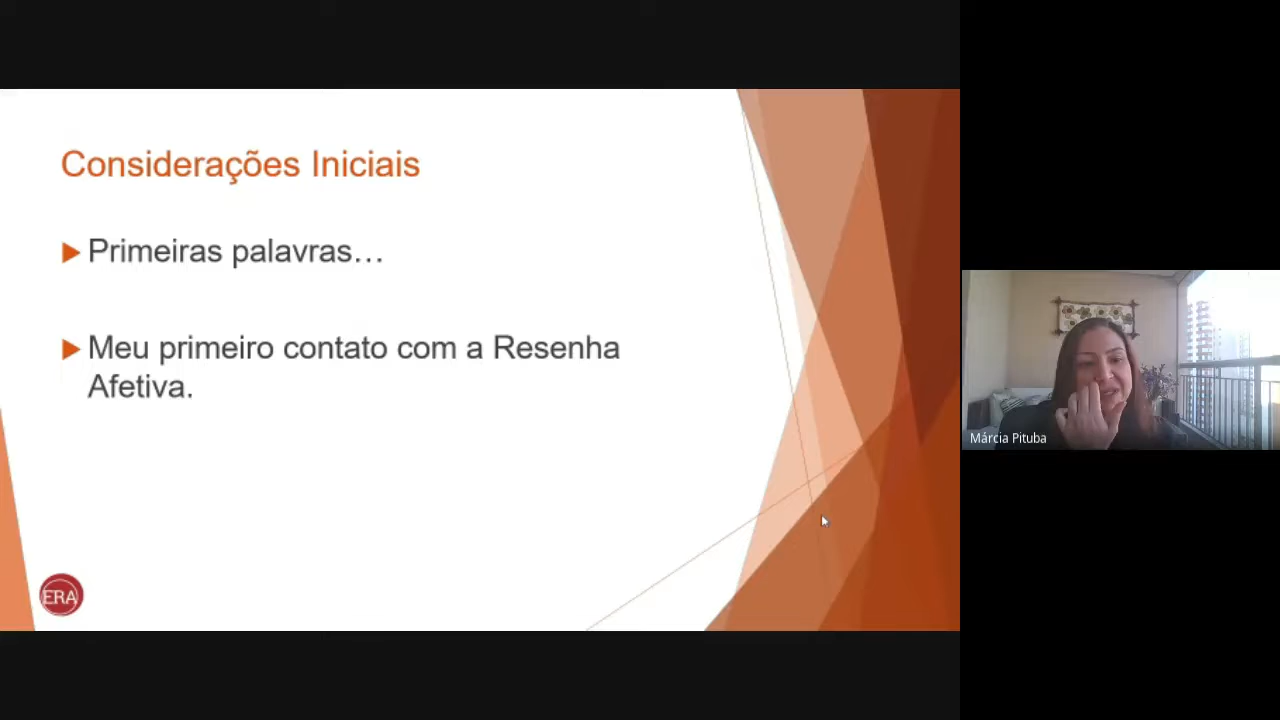 Considerações Iniciais
Primeiras palavras…
Meu primeiro contato com a Resenha
Afetiva.
ERA
Márcia Pituba